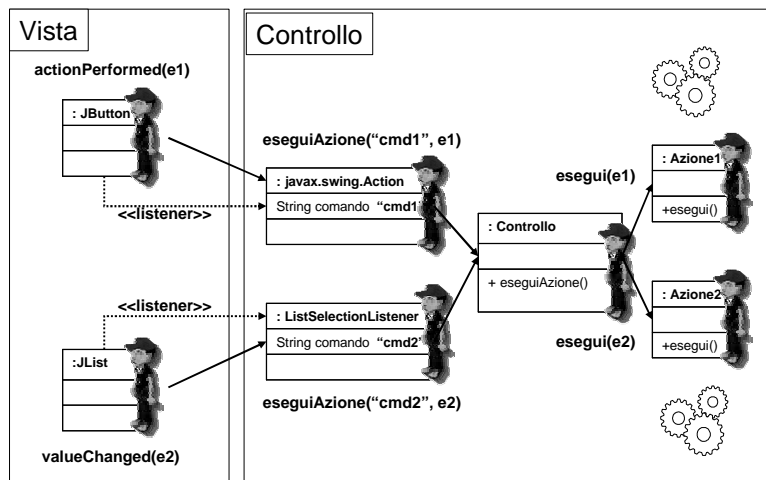 Vista
Controllo
actionPerformed(e1)
: JButton
<<listener>>
eseguiAzione(“cmd1”, e1)
: javax.swing.Action
String comando “cmd1
<<listener>>
: ListSelectionListener
String comando “cmd2”
eseguiAzione(“cmd2”, e2)
:JList
valueChanged(e2)
: Controllo
+ eseguiAzione()
esegui(e1)
: Azione1
+esegui()
esegui(e2)
: Azione2
+esegui()